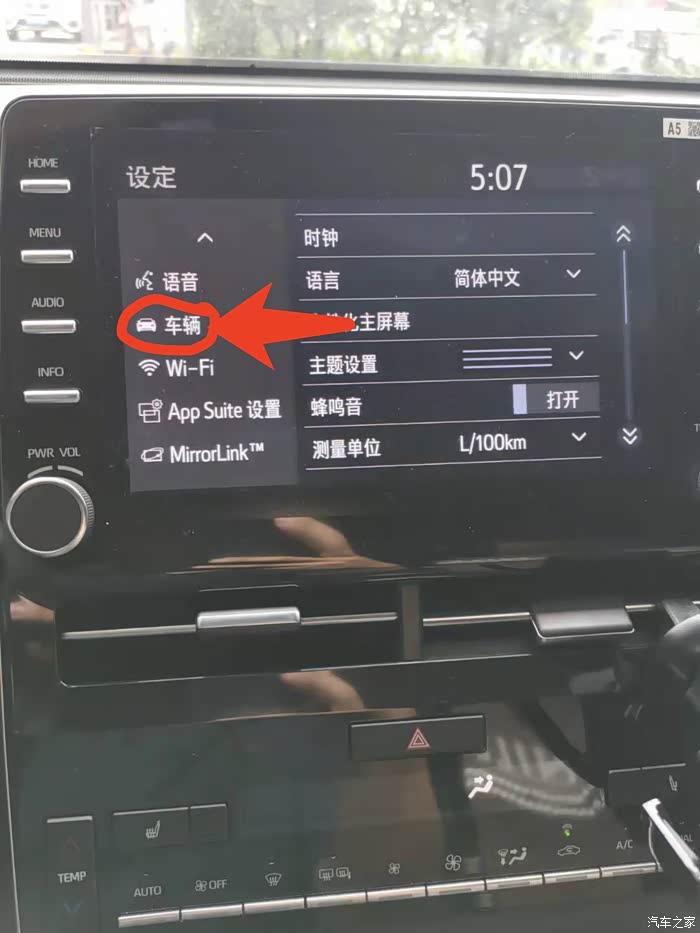 A5
HOME
设定
5:07
MENU
时钟
语音
语言
简体中文
AUDIO
车辆
化主屏幕
Wi-Fi
主题设置
INFO
App Suite 设置
蜂鸣音
打开
MirrorLink™
测量单位
L/100km
PWR VOL
TEMP
AUTO
OFF
A/C
汽车之家